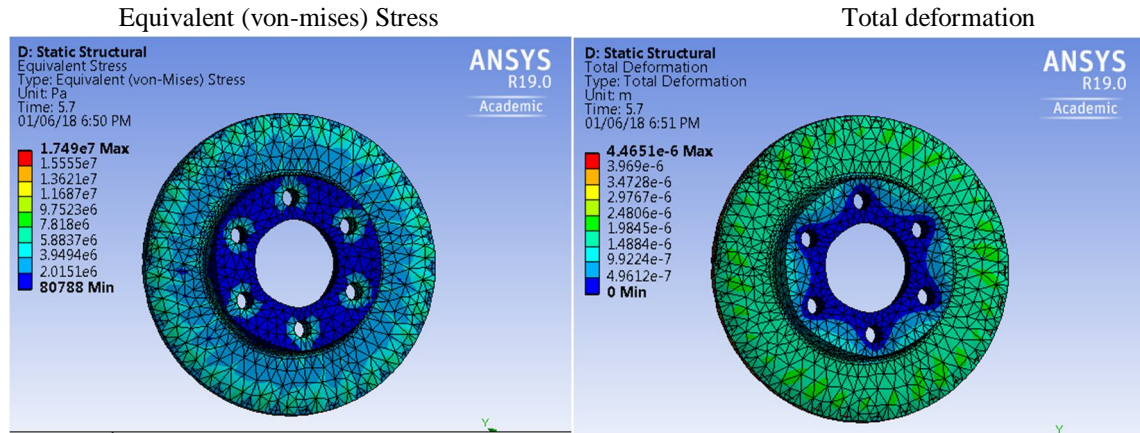 Equivalent (von-mises) Stress
Total deformation
D: Static Structural
Equivalent Stress
Type: Equivalent (von-Mises) Stress
Unit: Pa
Time: 5.7
01/06/18 6:50 PM
1.749e7 Max
1.5555e7
1.3621e7
1.1687e7
9.7523e6
7.818e6
5.8837e6
3.9494e6
2.0151e6
80788 Min
ANSYS
R19.0
Academic
Y
D: Static Structural
Total Deformation
Type: Total Deformation
Unit: m
Time: 5.7
01/06/18 6:51 PM
4.4651e-6 Max
3.969e-6
3.4728e-6
2.9767e-6
2.4806e-6
1.9845e-6
1.4884e-6
9.9224e-7
4.9612e-7
0 Min
ANSYS
R19.0
Academic
Y